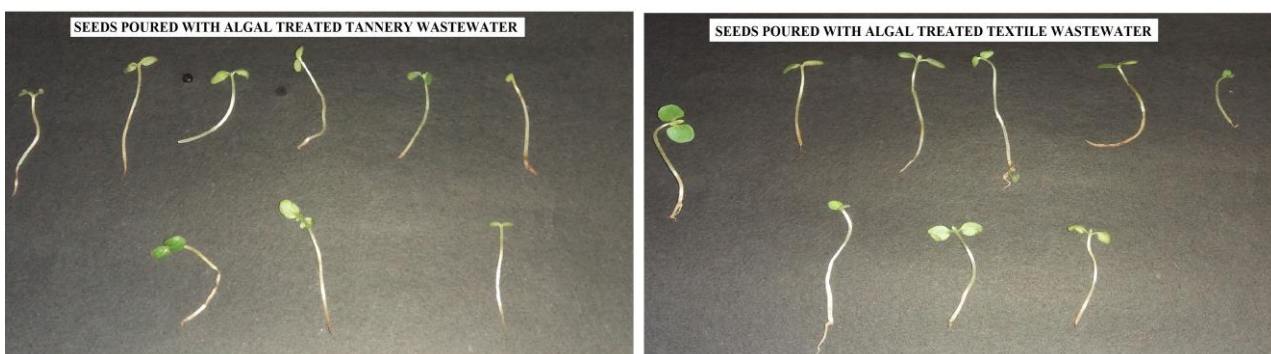 SEEDS POURED WITH ALGAL TREATED TANNERY WASTEWATER
SEEDS POURED WITH ALGAL TREATED TEXTILE WASTEWATER